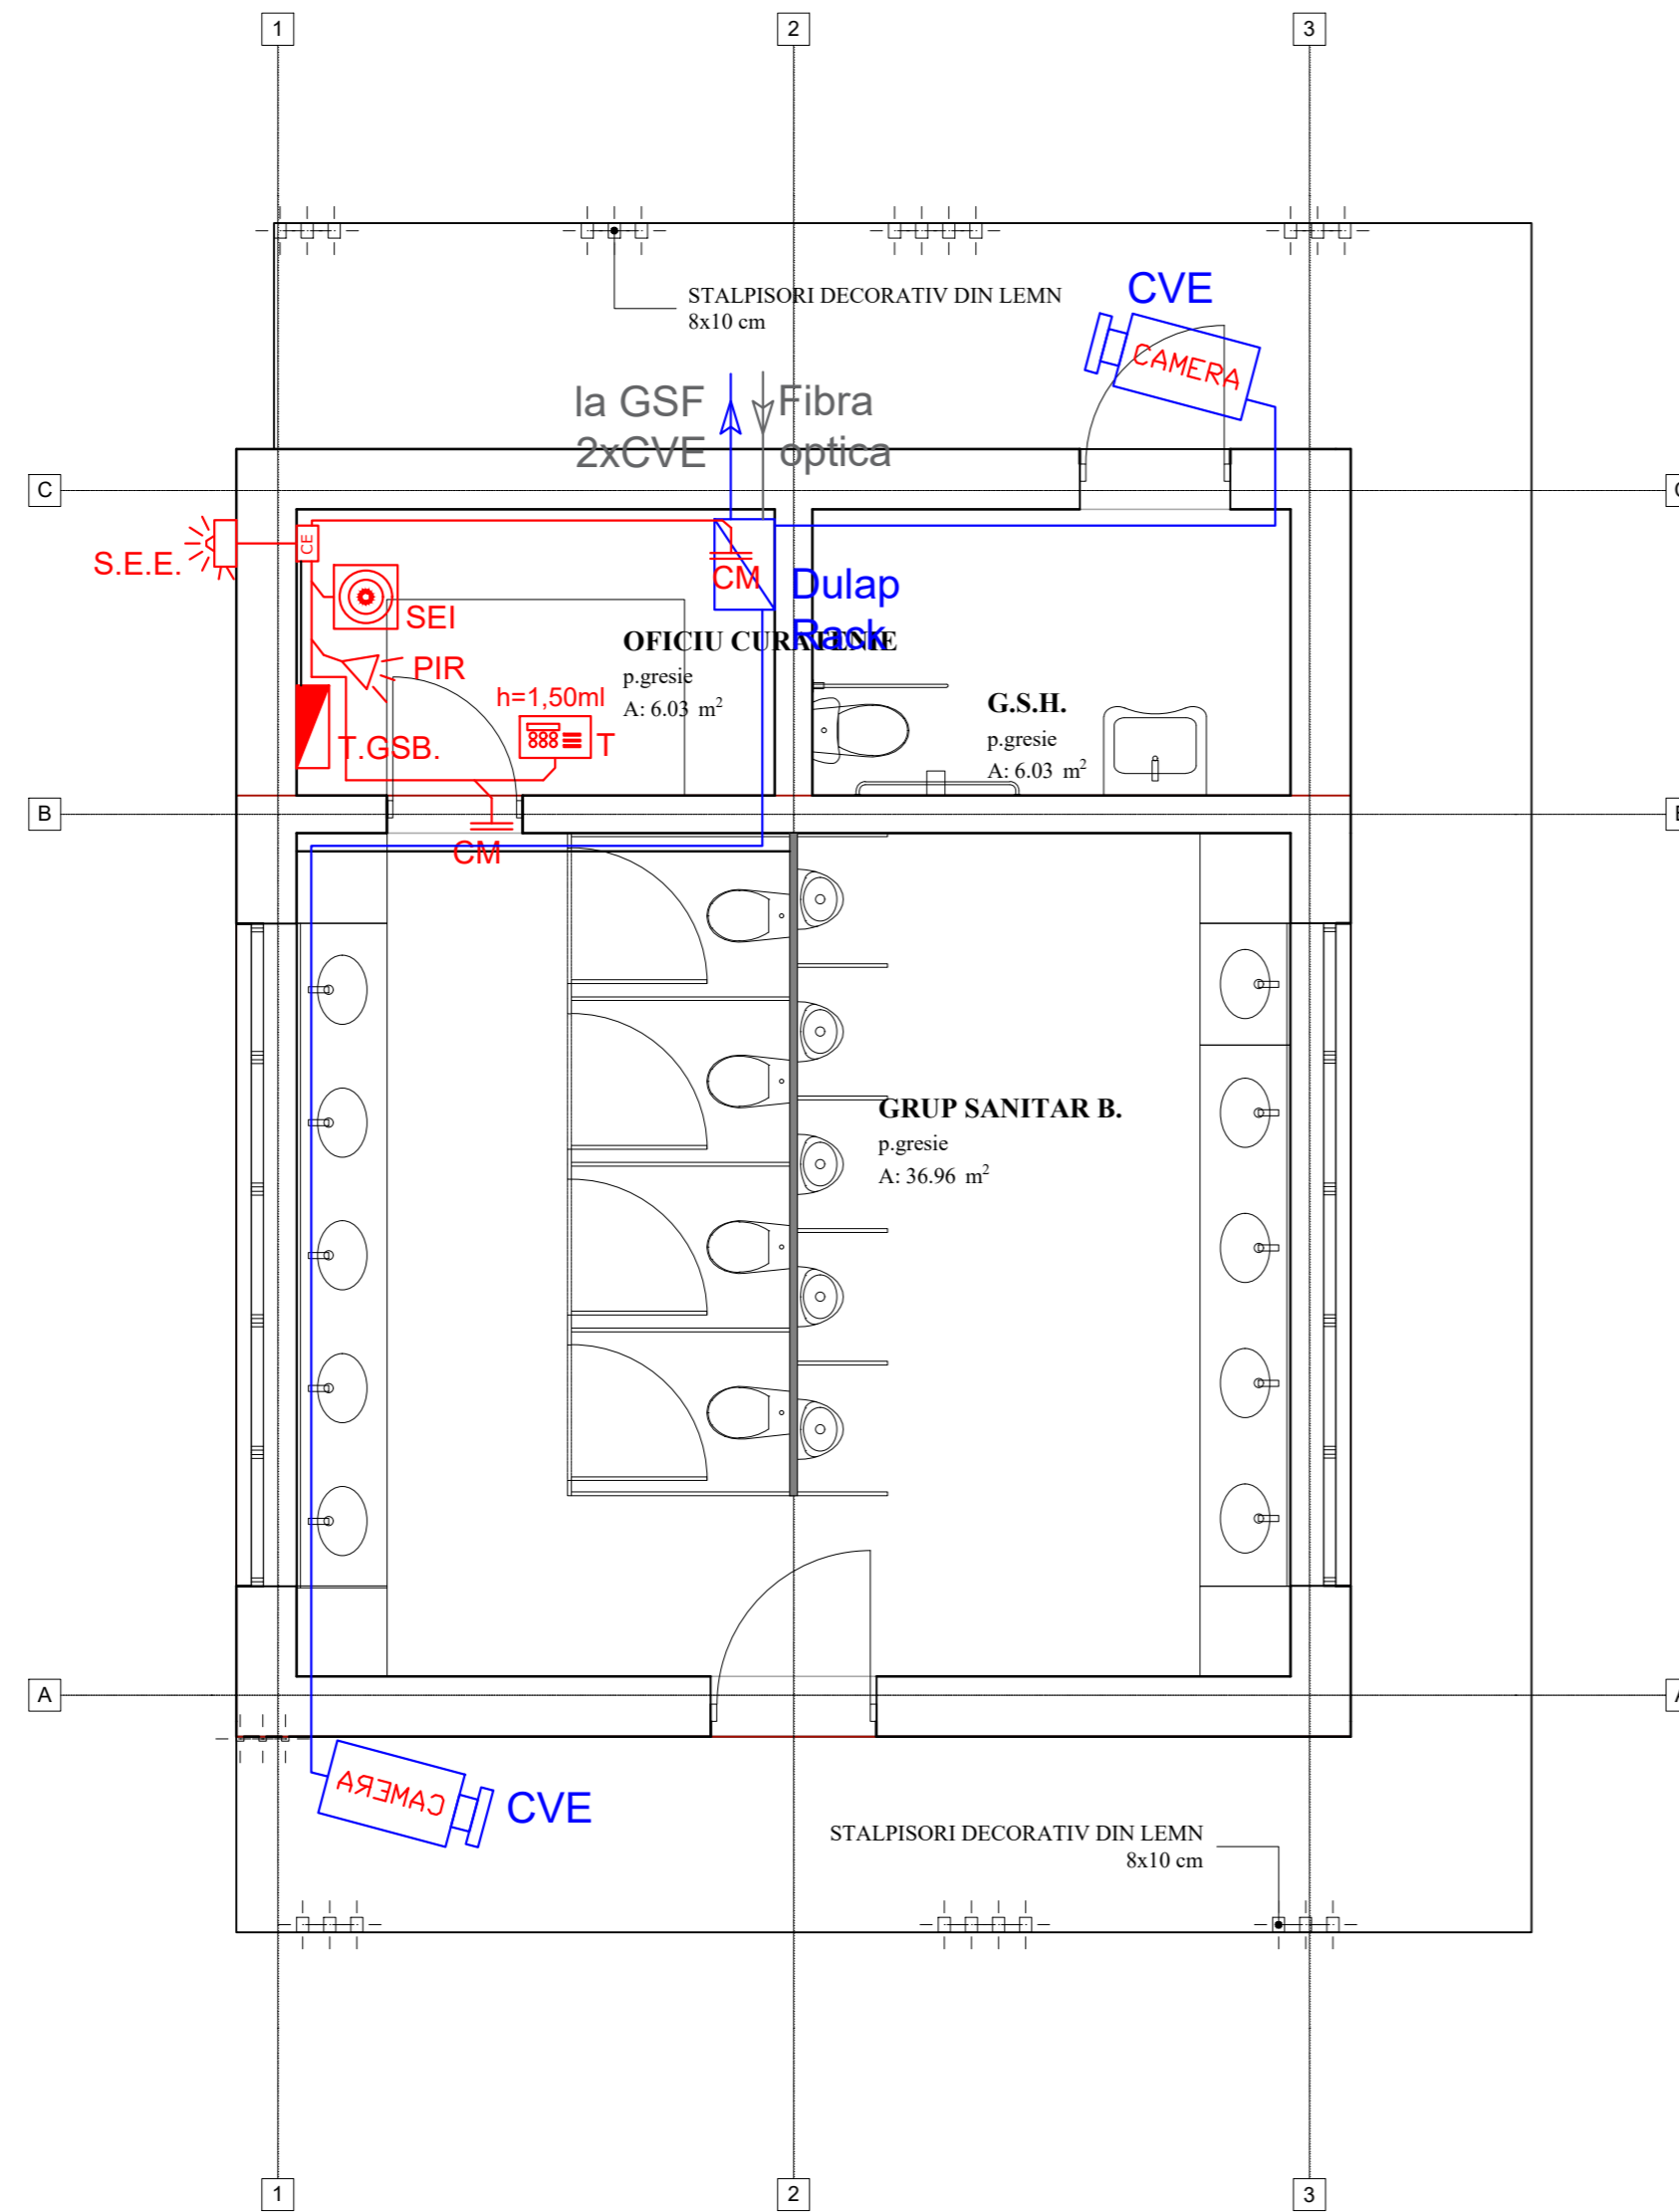 1
2
3
STALPISORI DECORATIV DIN LEMN
8x10 cm
CVE
CAMERA
la GSF
2xCVE
Fibra
optica
C
S.E.E.
CE
SEI
PIR
T.GSB.
h=1,50ml
T
CM
Dulap
Rack
OFICIU CURATENIE
p.gresie
A: 6.03 m²
G.S.H.
p.gresie
A: 6.03 m²
B
CM
GRUP SANITAR B.
p.gresie
A: 36.96 m²
A
CAMERA
CVE
STALPISORI DECORATIV DIN LEMN
8x10 cm
1
2
3